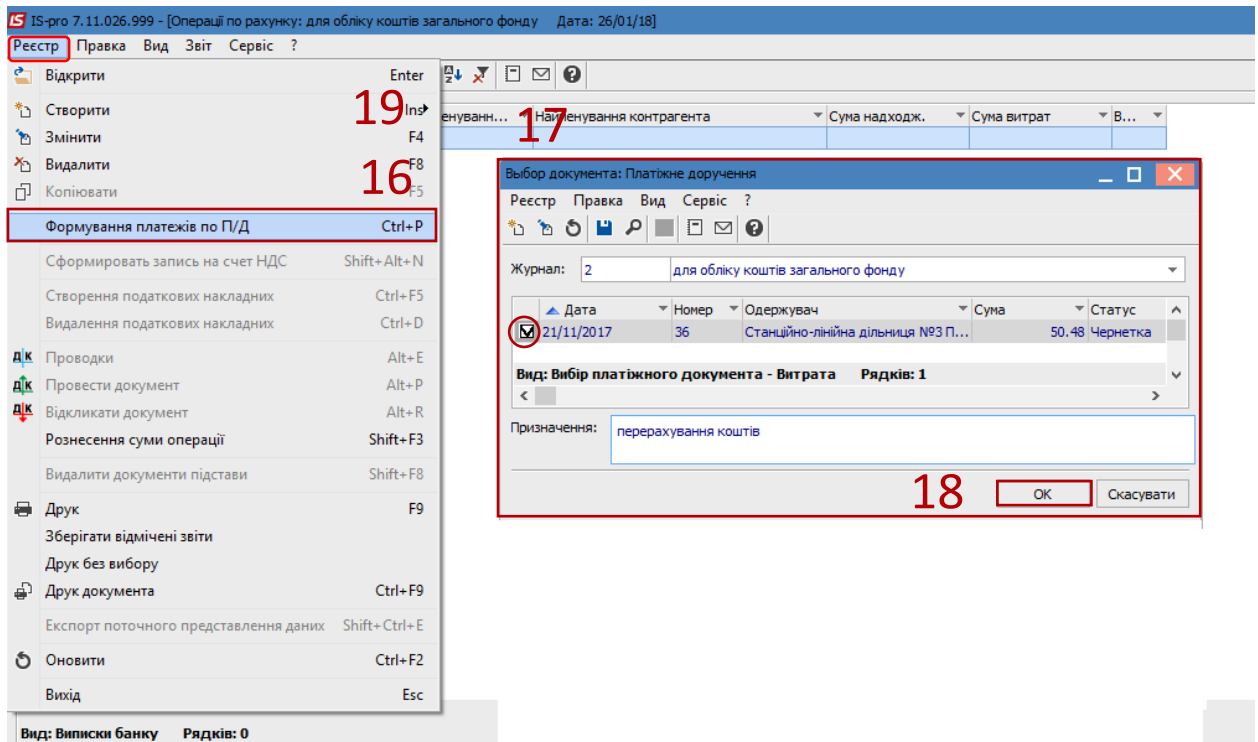 IS-pro 7.11.026.999 - [Операції по рахунку: для обліку коштів загального фонду Дата: 26/01/18]
Реєстр Правка Вид Звіт Сервіс ?
Відкрити Enter
Створити Ins
19
Змінити F4
Видалити F8
16
Копіювати F5
Формування платежів по П/Д Ctrl+P
Сформировать запись на счет НДС Shift+Alt+N
Створення податкових накладних Ctrl+F5
Видалення податкових накладних Ctrl+D
Проводки Alt+E
Провести документ Alt+P
Відкликати документ Alt+R
Рознесення суми операції Shift+F3
Видалити документи підстави Shift+F8
Друк F9
Зберігати відмічені звіти
Друк без вибору
Друк документа Ctrl+F9
Експорт поточного представлення даних Shift+Ctrl+E
Оновити Ctrl+F2
Вихід Esc
Вид: Виписки банку Рядків: 0
енуванн... Найменування контрагента Сума надходж. Сума витрат В...
17
Выбор документа: Платіжне доручення
Реєстр Правка Вид Сервіс ?
Журнал: 2 для обліку коштів загального фонду
Дата Номер Одержувач Сума Статус
21/11/2017 36 Станційно-лінійна дільниця №3 П... 50.48 Чернетка
Вид: Вибір платіжного документа - Витрата Рядків: 1
Призначення: перерахування коштів
18
OK Скасувати